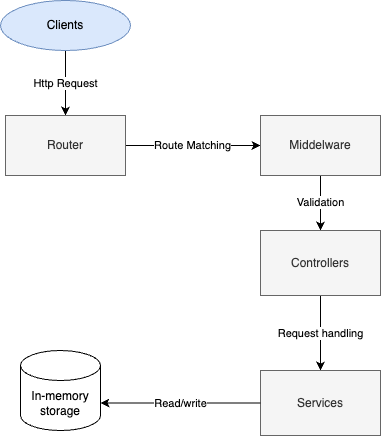 Clients
Http Request
Router
Route Matching
Middelware
Validation
Controllers
Request handling
In-memory
storage
Read/write
Services